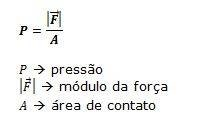 P = |F⃗| / A
P → pressão
|F⃗| → módulo da força
A → área de contato